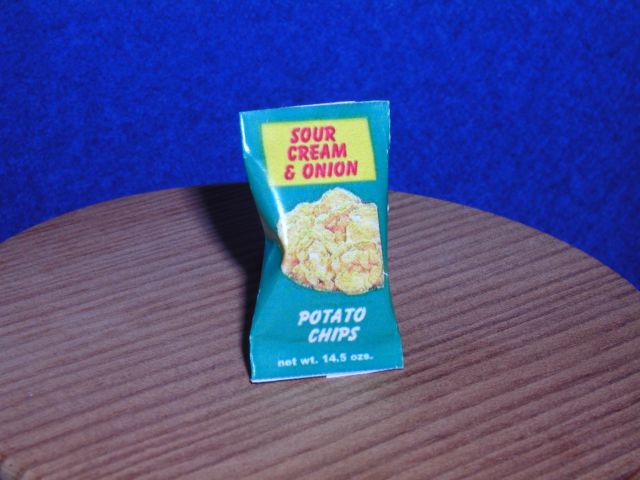 SOUR
CREAM
& ONION
POTATO
CHIPS
net wt. 14.5 ozs.